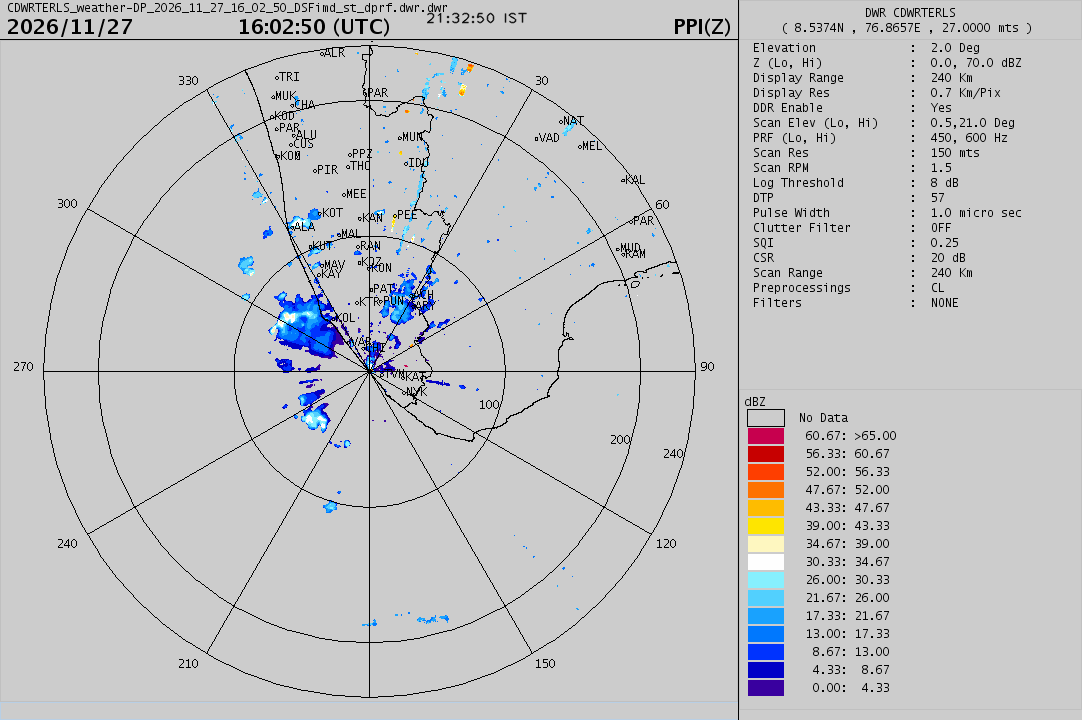 CDWRTERLS_weather-DP_2026_11_27_16_02_50_DSFimd_st_dprf.dwr.dwr
2026/11/27 16:02:50 (UTC) 21:32:50 IST PPI(Z)
DWR CDWRTERLS
( 8.5374N , 76.8657E , 27.0000 mts )
Elevation : 2.0 Deg
Z (Lo, Hi) : 0.0, 70.0 dBZ
Display Range : 240 Km
Display Res : 0.7 Km/Pix
DDR Enable : Yes
Scan Elev (Lo, Hi) : 0.5,21.0 Deg
PRF (Lo, Hi) : 450, 600 Hz
Scan Res : 150 mts
Scan RPM : 1.5
Log Threshold : 8 dB
DTP : 57
Pulse Width : 1.0 micro sec
Clutter Filter : OFF
SQI : 0.25
CSR : 20 dB
Scan Range : 240 Km
Preprocessings : CL
Filters : NONE
dBZ
No Data
60.67: >65.00
56.33: 60.67
52.00: 56.33
47.67: 52.00
43.33: 47.67
39.00: 43.33
34.67: 39.00
30.33: 34.67
26.00: 30.33
21.67: 26.00
17.33: 21.67
13.00: 17.33
8.67: 13.00
4.33: 8.67
0.00: 4.33
ALR
330
TRI
30
MUK
PAR
CHA
KOD
NAT
PAR
ALU
MUN
VAD
CUS
MEL
KOM
PPZ
IDU
PIR
THO
KAL
MEE
300
60
KOT
KAN
PEE
PAR
ALA
MAL
KUT
RAN
MUD
RAM
MAV
KOZ
KON
KAY
PAT
KTR
PUN
ACH
KOL
VAR
270
90
TVM
KAT
NYK
100
200
240
240
120
210
150